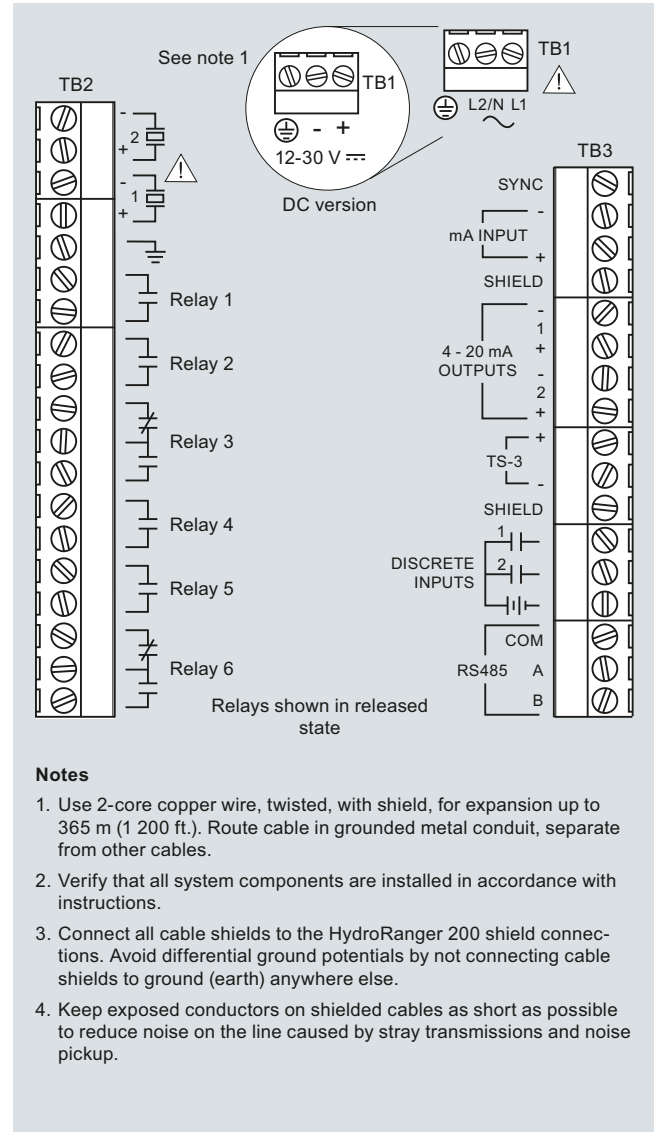 See note 1
TB1
TB1
L2/N L1
- +
12-30 V
DC version
TB2
-
2
+
-
1
+
Relay 1
Relay 2
Relay 3
Relay 4
Relay 5
Relay 6
Relays shown in released
state
TB3
SYNC
-
mA INPUT
+
SHIELD
-
1
+
4 - 20 mA
OUTPUTS
-
2
+
+
TS-3
-
SHIELD
1
DISCRETE
INPUTS
2
COM
RS485 A
B
Notes
1. Use 2-core copper wire, twisted, with shield, for expansion up to
365 m (1 200 ft.). Route cable in grounded metal conduit, separate
from other cables.
2. Verify that all system components are installed in accordance with
instructions.
3. Connect all cable shields to the HydroRanger 200 shield connec-
tions. Avoid differential ground potentials by not connecting cable
shields to ground (earth) anywhere else.
4. Keep exposed conductors on shielded cables as short as possible
to reduce noise on the line caused by stray transmissions and noise
pickup.